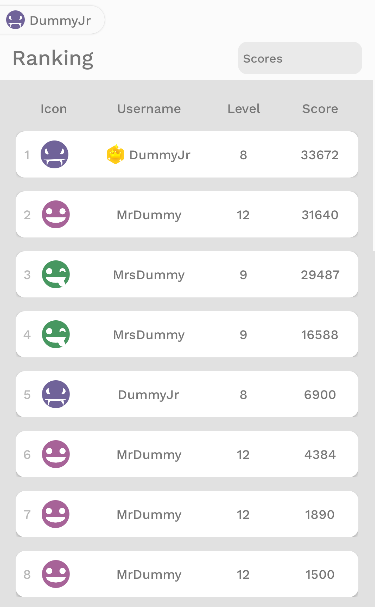 DummyJr
Ranking
Scores
Icon Username Level Score
1 DummyJr 8 33672
2 MrDummy 12 31640
3 MrsDummy 9 29487
4 MrsDummy 9 16588
5 DummyJr 8 6900
6 MrDummy 12 4384
7 MrDummy 12 1890
8 MrDummy 12 1500